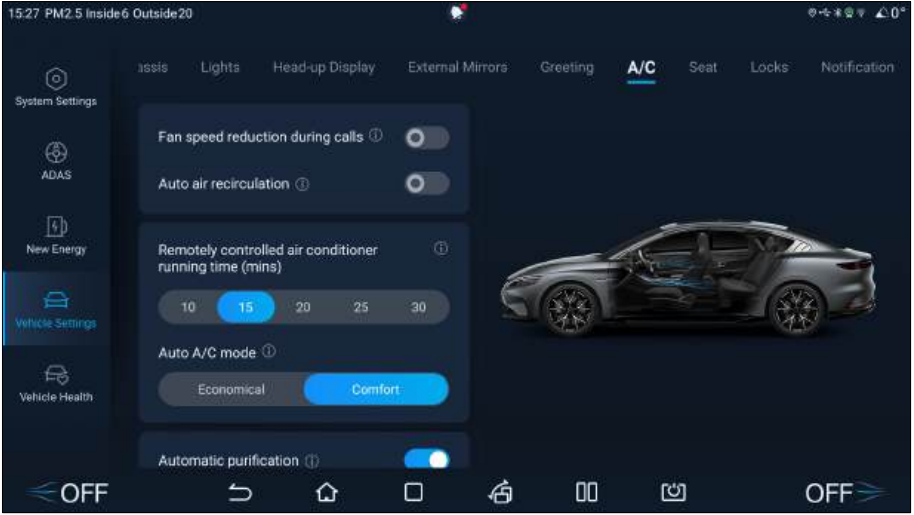 15:27 PM2.5 Inside6 Outside20
0°
assis Lights Head-up Display External Mirrors Greeting A/C Seat Locks Notification
System Settings
ADAS
New Energy
Vehicle Settings
Vehicle Health
Fan speed reduction during calls
Auto air recirculation
Remotely controlled air conditioner
running time (mins)
10 15 20 25 30
Auto A/C mode
Economical Comfort
Automatic purification
OFF
OFF